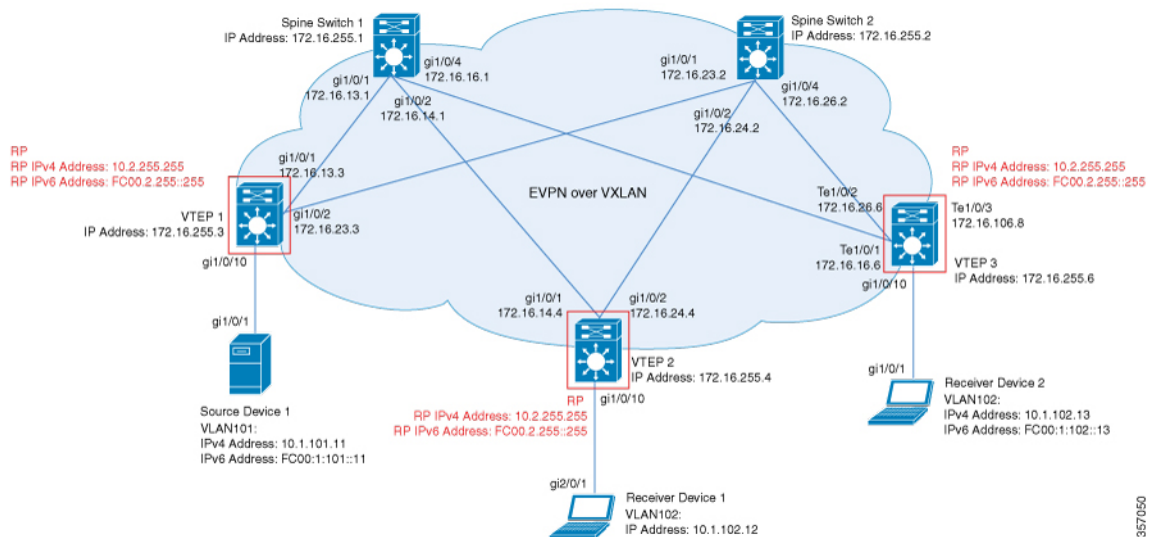 Spine Switch 1
IP Address: 172.16.255.1
Spine Switch 2
IP Address: 172.16.255.2
gi1/0/4
172.16.16.1
gi1/0/1
172.16.13.1
gi1/0/2
172.16.14.1
gi1/0/1
172.16.23.2
gi1/0/4
172.16.26.2
gi1/0/2
172.16.24.2
RP
RP IPv4 Address: 10.2.255.255
RP IPv6 Address: FC00.2.255::255
gi1/0/1
172.16.13.3
VTEP 1
IP Address: 172.16.255.3
gi1/0/2
172.16.23.3
gi1/0/10
EVPN over VXLAN
RP
RP IPv4 Address: 10.2.255.255
RP IPv6 Address: FC00.2.255::255
Te1/0/2
172.16.26.6
Te1/0/3
172.16.106.8
Te1/0/1
172.16.16.6
VTEP 3
IP Address: 172.16.255.6
gi1/0/10
gi1/0/1
172.16.14.4
gi1/0/2
172.16.24.4
VTEP 2
IP Address: 172.16.255.4
gi1/0/10
RP
RP IPv4 Address: 10.2.255.255
RP IPv6 Address: FC00.2.255::255
gi1/0/1
Source Device 1
VLAN101:
IPv4 Address: 10.1.101.11
IPv6 Address: FC00:1:101::11
gi1/0/1
Receiver Device 2
VLAN102:
IPv4 Address: 10.1.102.13
IPv6 Address: FC00:1:102::13
gi2/0/1
Receiver Device 1
VLAN102:
IP Address: 10.1.102.12
357050